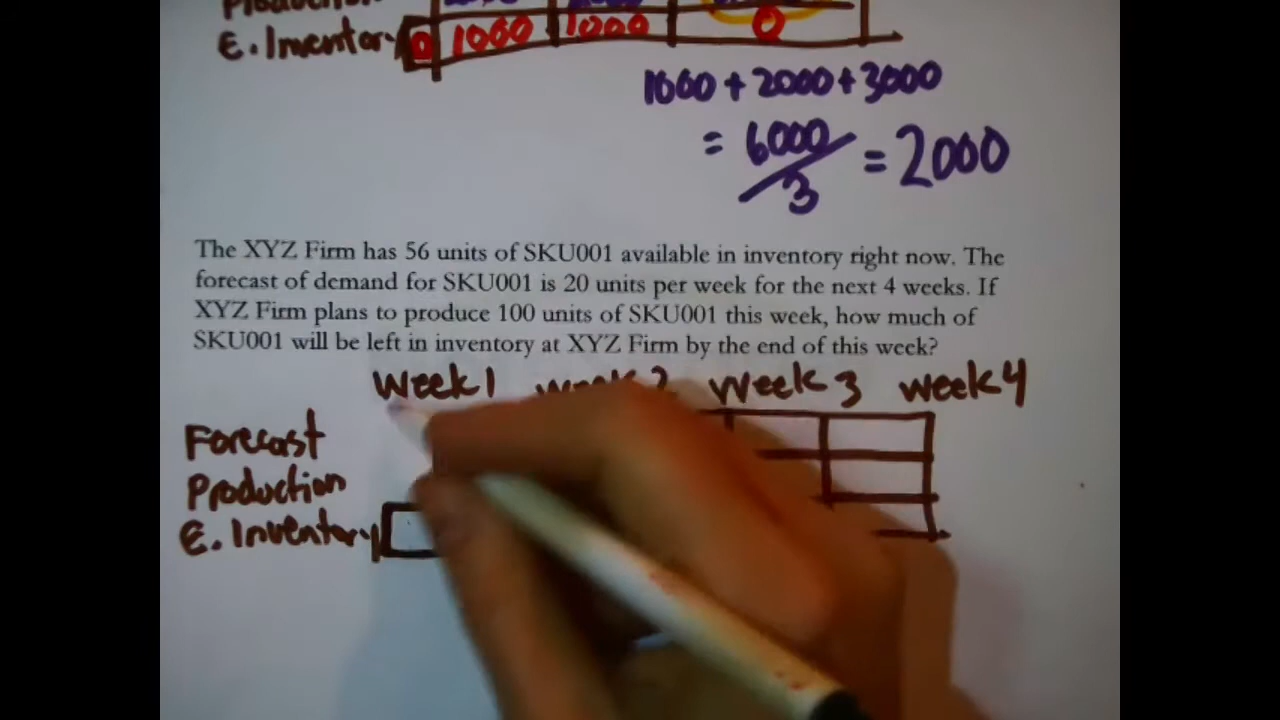 Production
E. Inventory 0 1000 1000 0
1000 + 2000 + 3000
= 6000/3 = 2000
The XYZ Firm has 56 units of SKU001 available in inventory right now. The
forecast of demand for SKU001 is 20 units per week for the next 4 weeks. If
XYZ Firm plans to produce 100 units of SKU001 this week, how much of
SKU001 will be left in inventory at XYZ Firm by the end of this week?
Week1 week 2 Week 3 week 4
Forecast
Production
E. Inventory